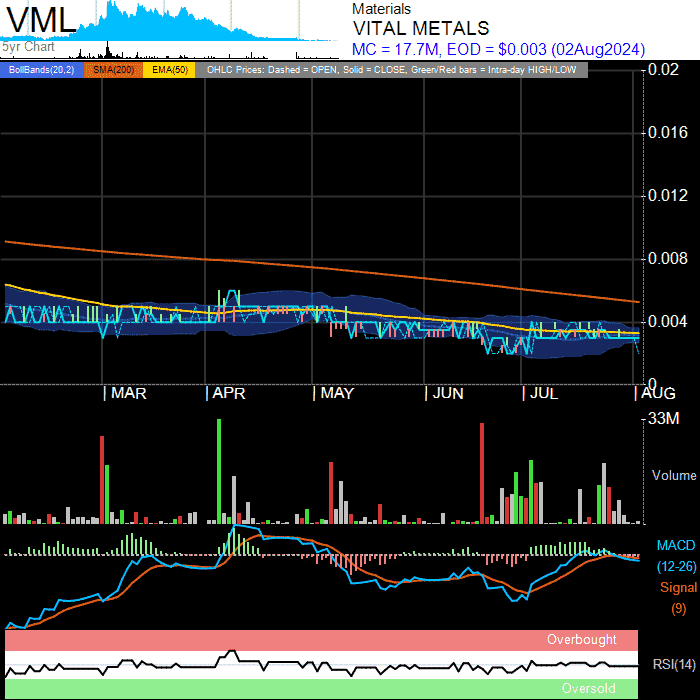 VML
5yr Chart
Materials
VITAL METALS
MC = 17.7M, EOD = $0.003 (02Aug2024)
BollBands(20,2) SMA(200) EMA(50) OHLC Prices: Dashed = OPEN, Solid = CLOSE, Green/Red bars = Intra-day HIGH/LOW
0.02
0.016
0.012
0.008
0.004
0
MAR APR MAY JUN JUL AUG
33M
Volume
MACD
(12-26)
Signal
(9)
Overbought
RSI(14)
Oversold